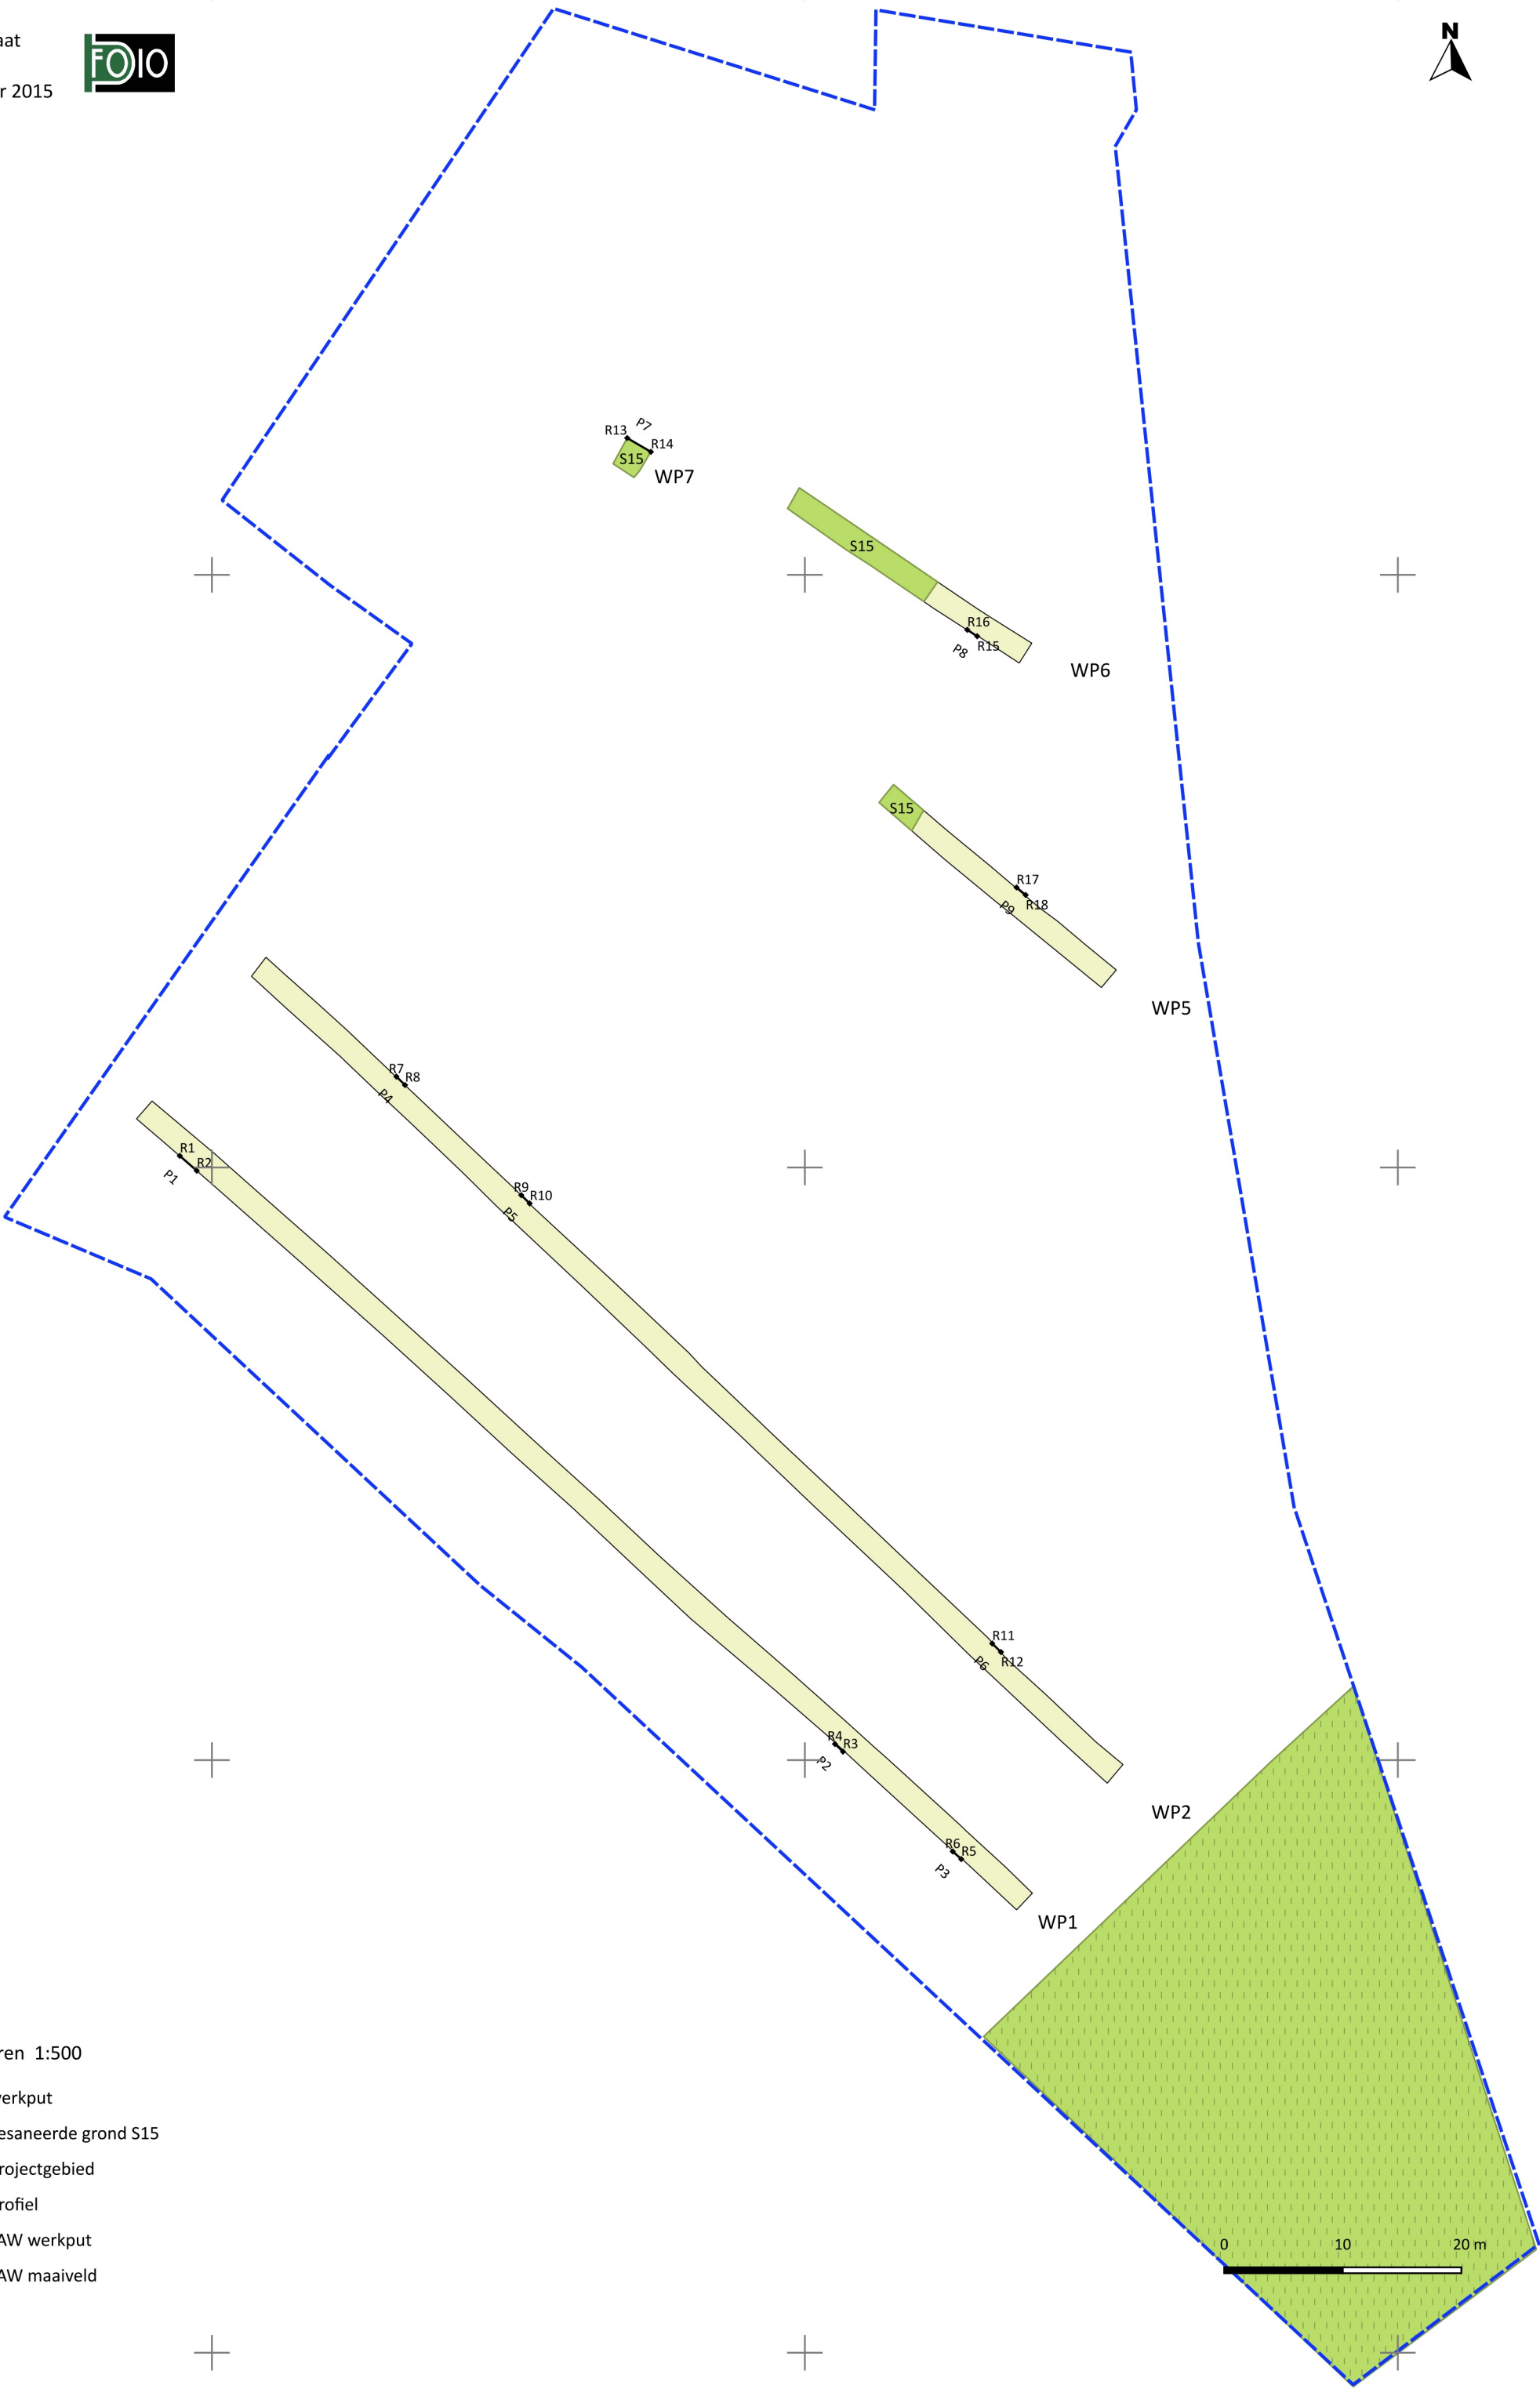 aat
r 2015
FODIO
N
R13
P7
R14
S15
WP7
S15
R16
R15
P8
WP6
S15
R17
R18
P9
WP5
R7
R8
P4
R1
R2
P1
R9
R10
P5
R11
R12
P6
R4
R3
P2
WP2
R6
R5
P3
WP1
ren 1:500
erkput
esaneerde grond S15
rojectgebied
rofiel
AW werkput
AW maaiveld
0 10 20 m